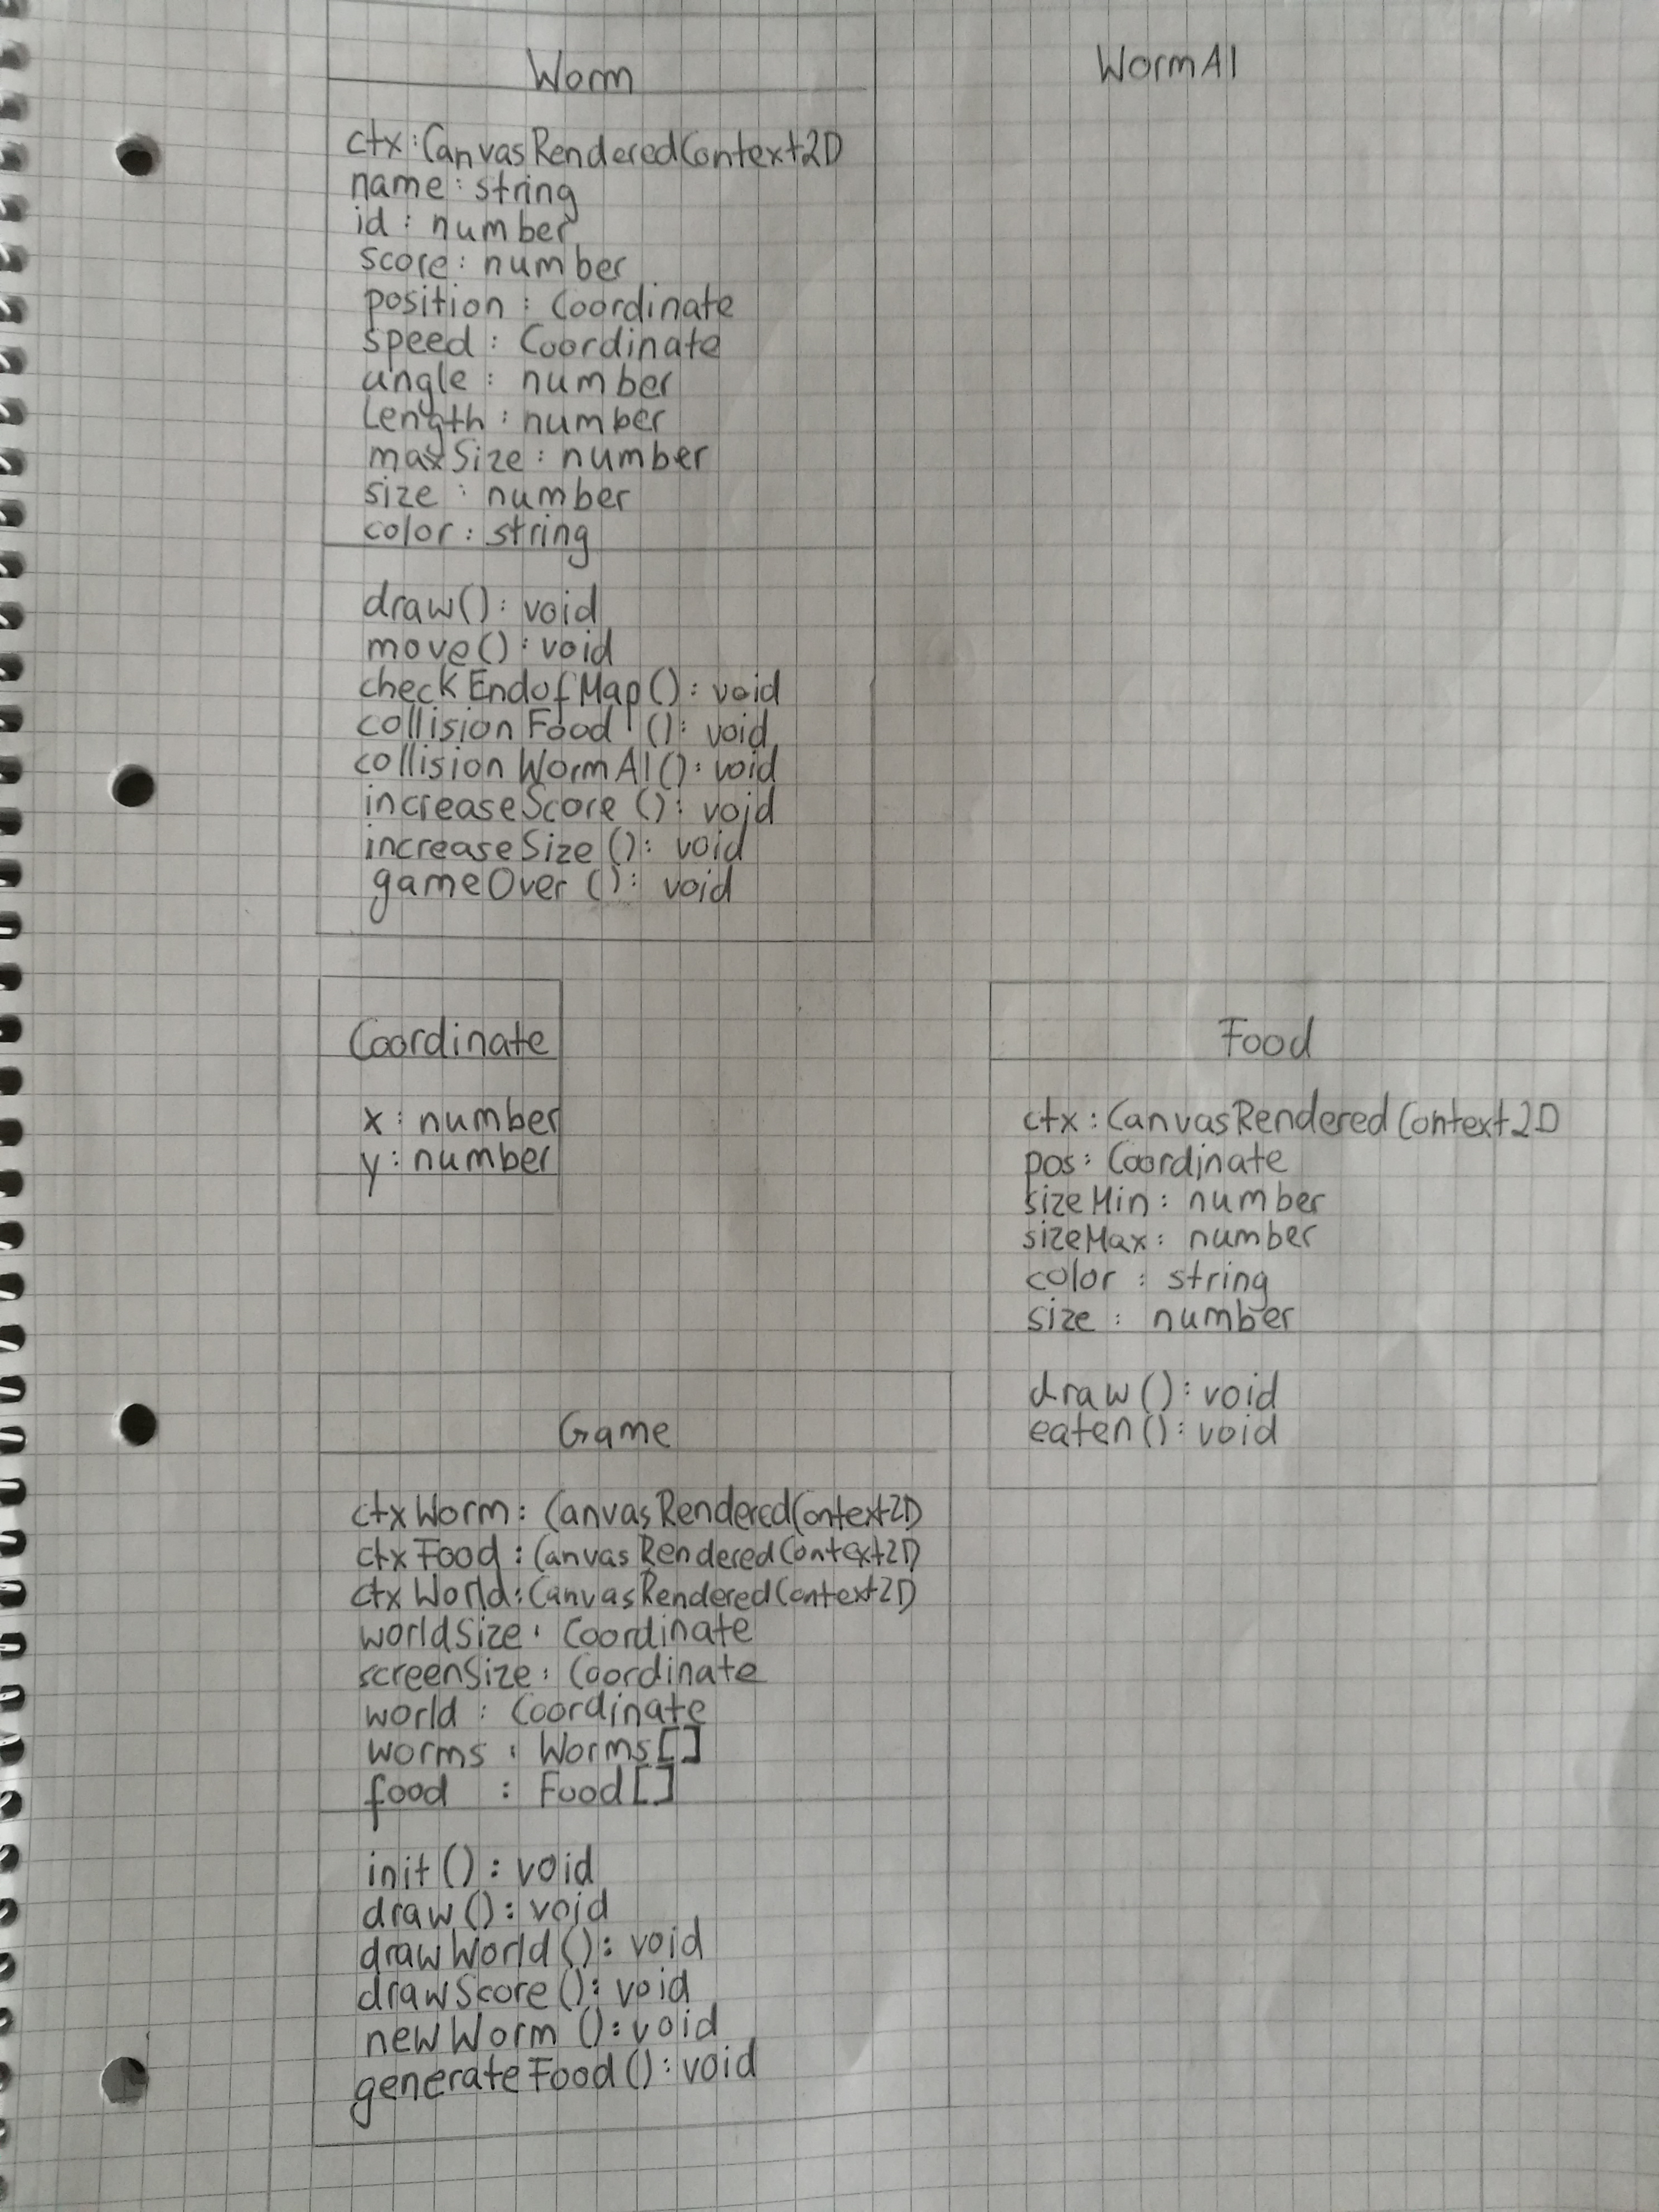 Worm
ctx:CanvasRenderedContext2D
name: string
id: number
score: number
position: Coordinate
speed: Coordinate
angle: number
Length: number
maxSize: number
size: number
color: string
draw(): void
move(): void
checkEndofMap(): void
collisionFood(): void
collisionWormAI(): void
increaseScore(): void
increaseSize(): void
gameOver(): void
WormAI
Coordinate
x: number
y: number
Food
ctx:CanvasRenderedContext2D
pos: Coordinate
sizeMin: number
sizeMax: number
color: string
size: number
draw(): void
eaten(): void
Game
ctxWorm: CanvasRenderedContext2D
ctxFood: CanvasRenderedContext2D
ctxWorld: CanvasRenderedContext2D
worldSize: Coordinate
screenSize: Coordinate
world: Coordinate
worms: Worms[]
food : Food[]
init(): void
draw(): void
drawWorld(): void
drawScore(): void
newWorm(): void
generateFood(): void